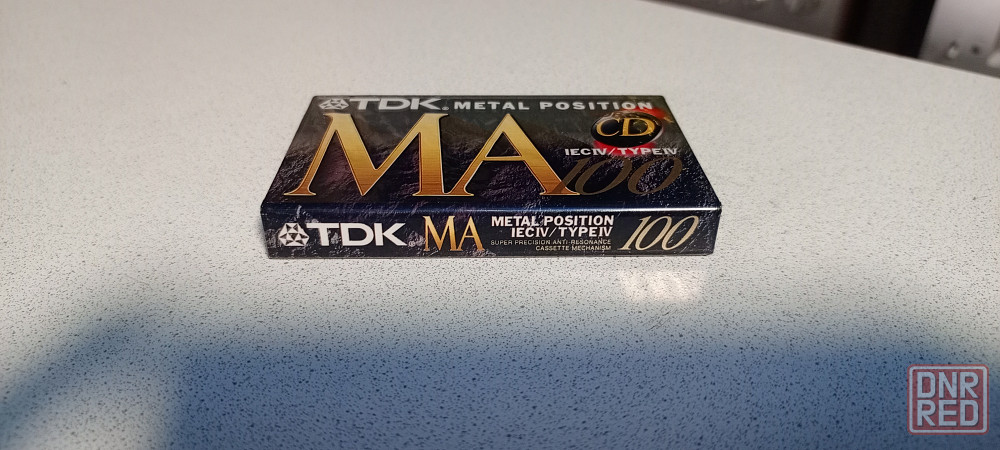 TDK. METAL POSITION
MA
CD
IECIV/TYPEIV
100
TDK. MA METAL POSITION
IECIV/TYPEIV
SUPER PRECISION ANTI-RESONANCE
CASSETTE MECHANISM
100
DNR
RED